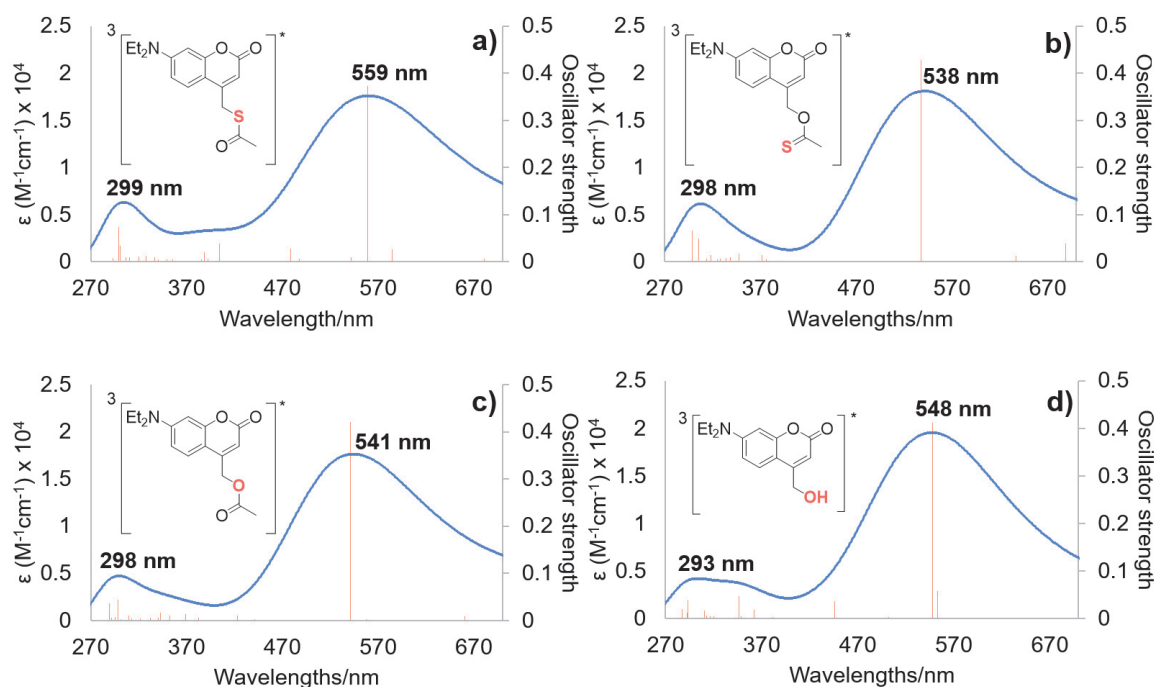 a)
3
*
Et2N
O
O
S
O
559 nm
299 nm
2.5
2
1.5
1
0.5
0
ε (M-1cm-1) x 10^4
0.5
0.4
0.3
0.2
0.1
0
Oscillator strength
270 370 470 570 670
Wavelength/nm
b)
3
*
Et2N
O
O
O
S
538 nm
298 nm
2.5
2
1.5
1
0.5
0
ε (M-1cm-1) x 10^4
0.5
0.4
0.3
0.2
0.1
0
Oscillator strength
270 370 470 570 670
Wavelengths/nm
c)
3
*
Et2N
O
O
O
O
541 nm
298 nm
2.5
2
1.5
1
0.5
0
ε (M-1cm-1) x 10^4
0.5
0.4
0.3
0.2
0.1
0
Oscillator strength
270 370 470 570 670
Wavelengths/nm
d)
3
*
Et2N
O
O
OH
548 nm
293 nm
2.5
2
1.5
1
0.5
0
ε (M-1cm-1) x 10^4
0.5
0.4
0.3
0.2
0.1
0
Oscillator strength
270 370 470 570 670
Wavelengths/nm